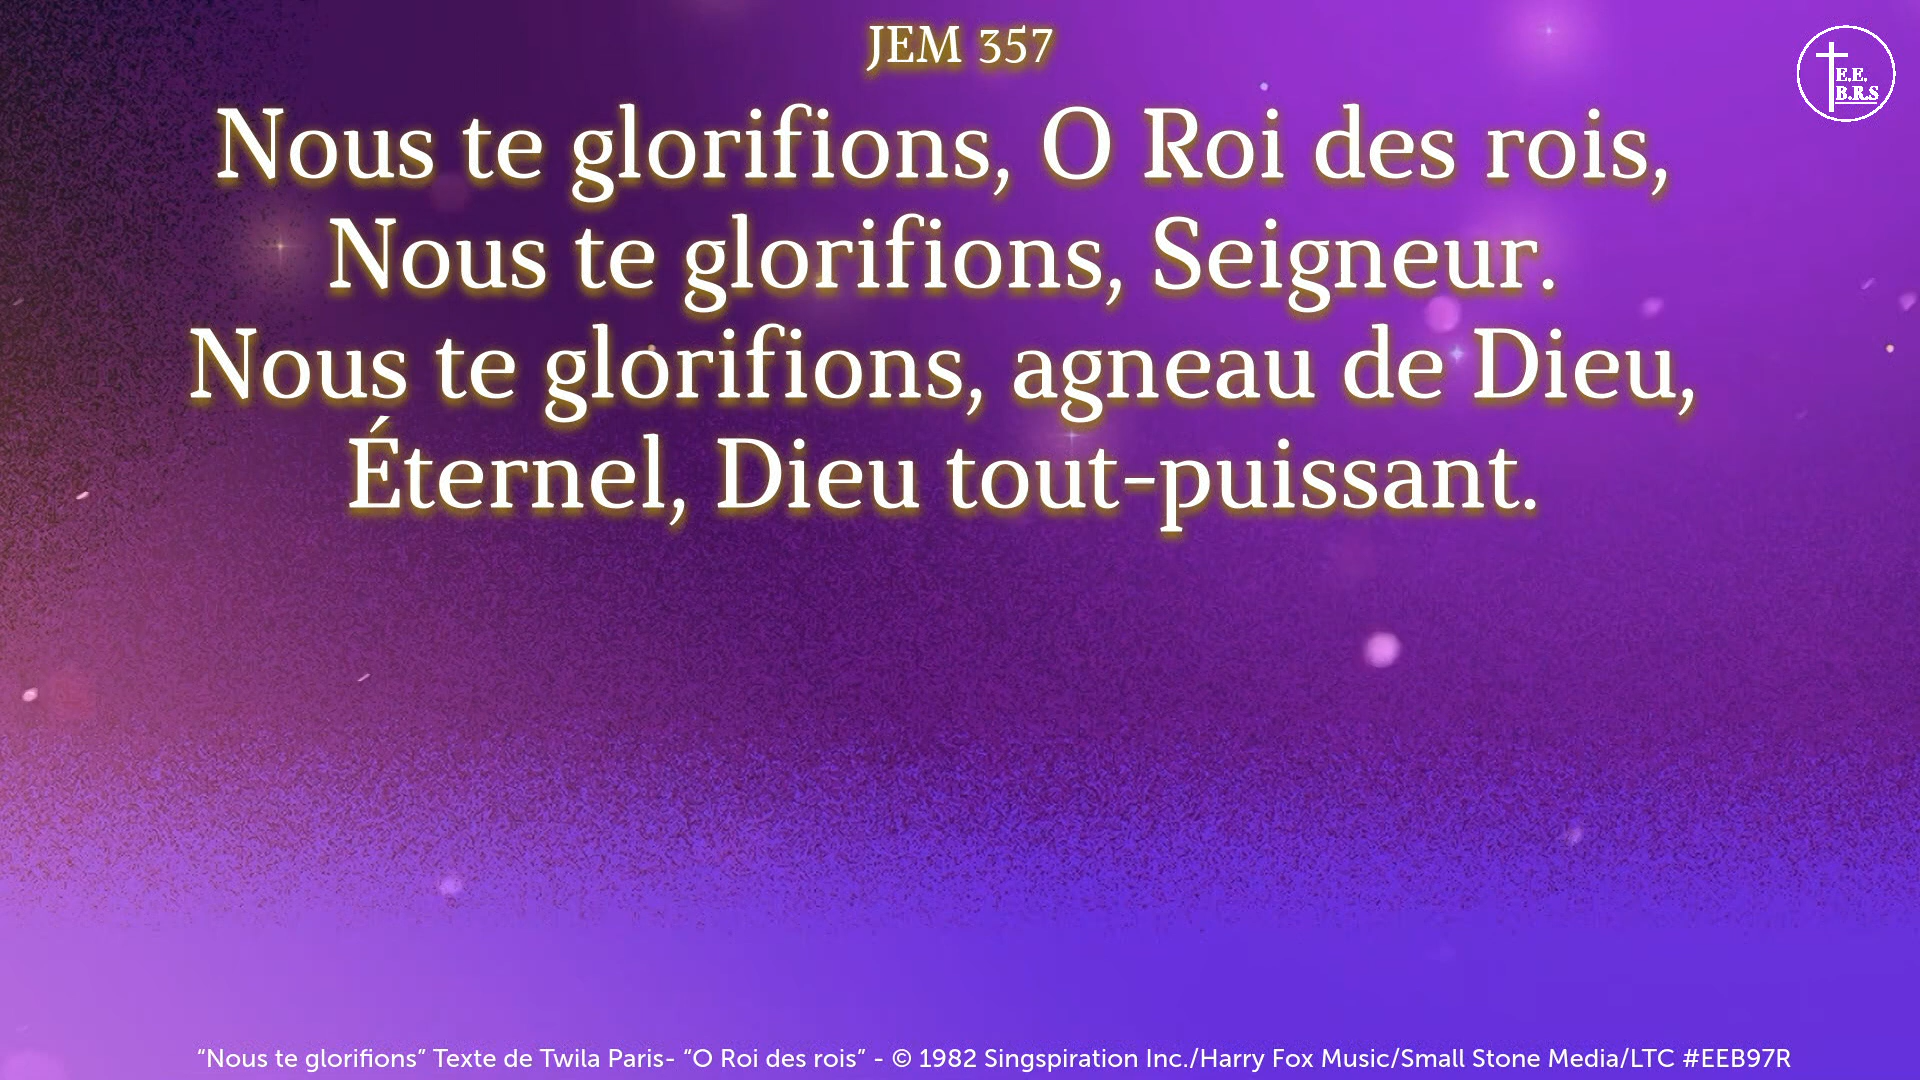 JEM 357
E.E.
B.R.S
Nous te glorifions, O Roi des rois,
Nous te glorifions, Seigneur.
Nous te glorifions, agneau de Dieu,
Éternel, Dieu tout-puissant.
“Nous te glorifions” Texte de Twila Paris- “O Roi des rois” - © 1982 Singspiration Inc./Harry Fox Music/Small Stone Media/LTC #EEB97R